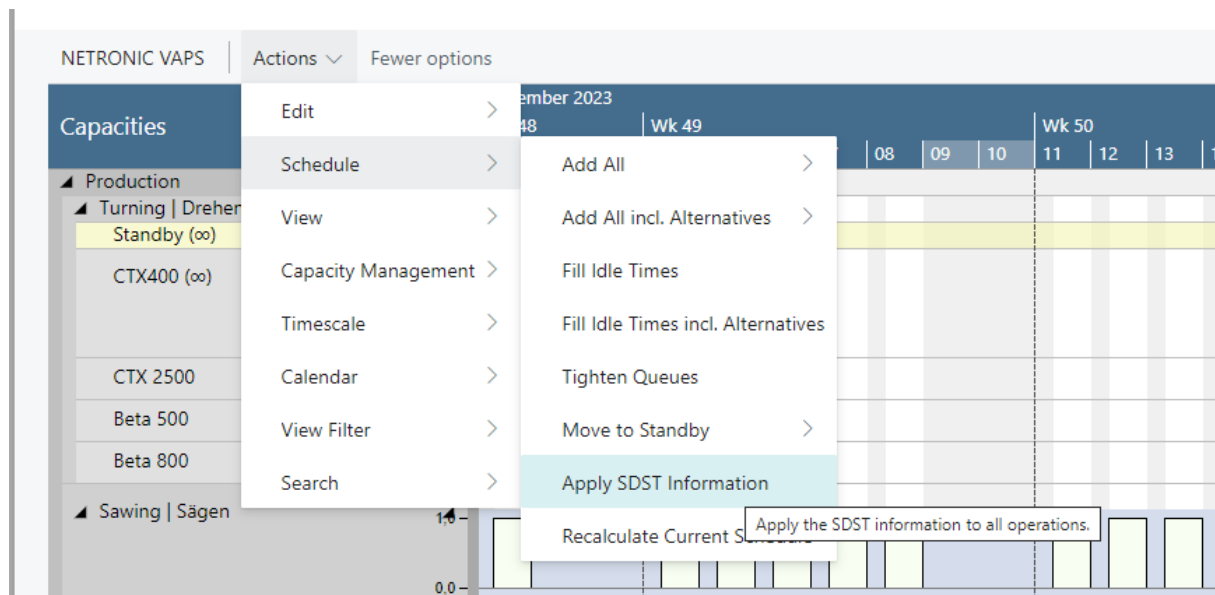 NETRONIC VAPS
Actions
Fewer options
Capacities
ember 2023
48
Wk 49
Wk 50
08
09
10
11
12
13
Production
Turning | Dreher
Standby (∞)
CTX400 (∞)
CTX 2500
Beta 500
Beta 800
Sawing | Sägen
1,0
0.0
Edit
Schedule
View
Capacity Management
Timescale
Calendar
View Filter
Search
Add All
Add All incl. Alternatives
Fill Idle Times
Fill Idle Times incl. Alternatives
Tighten Queues
Move to Standby
Apply SDST Information
Recalculate Current
Apply the SDST information to all operations.